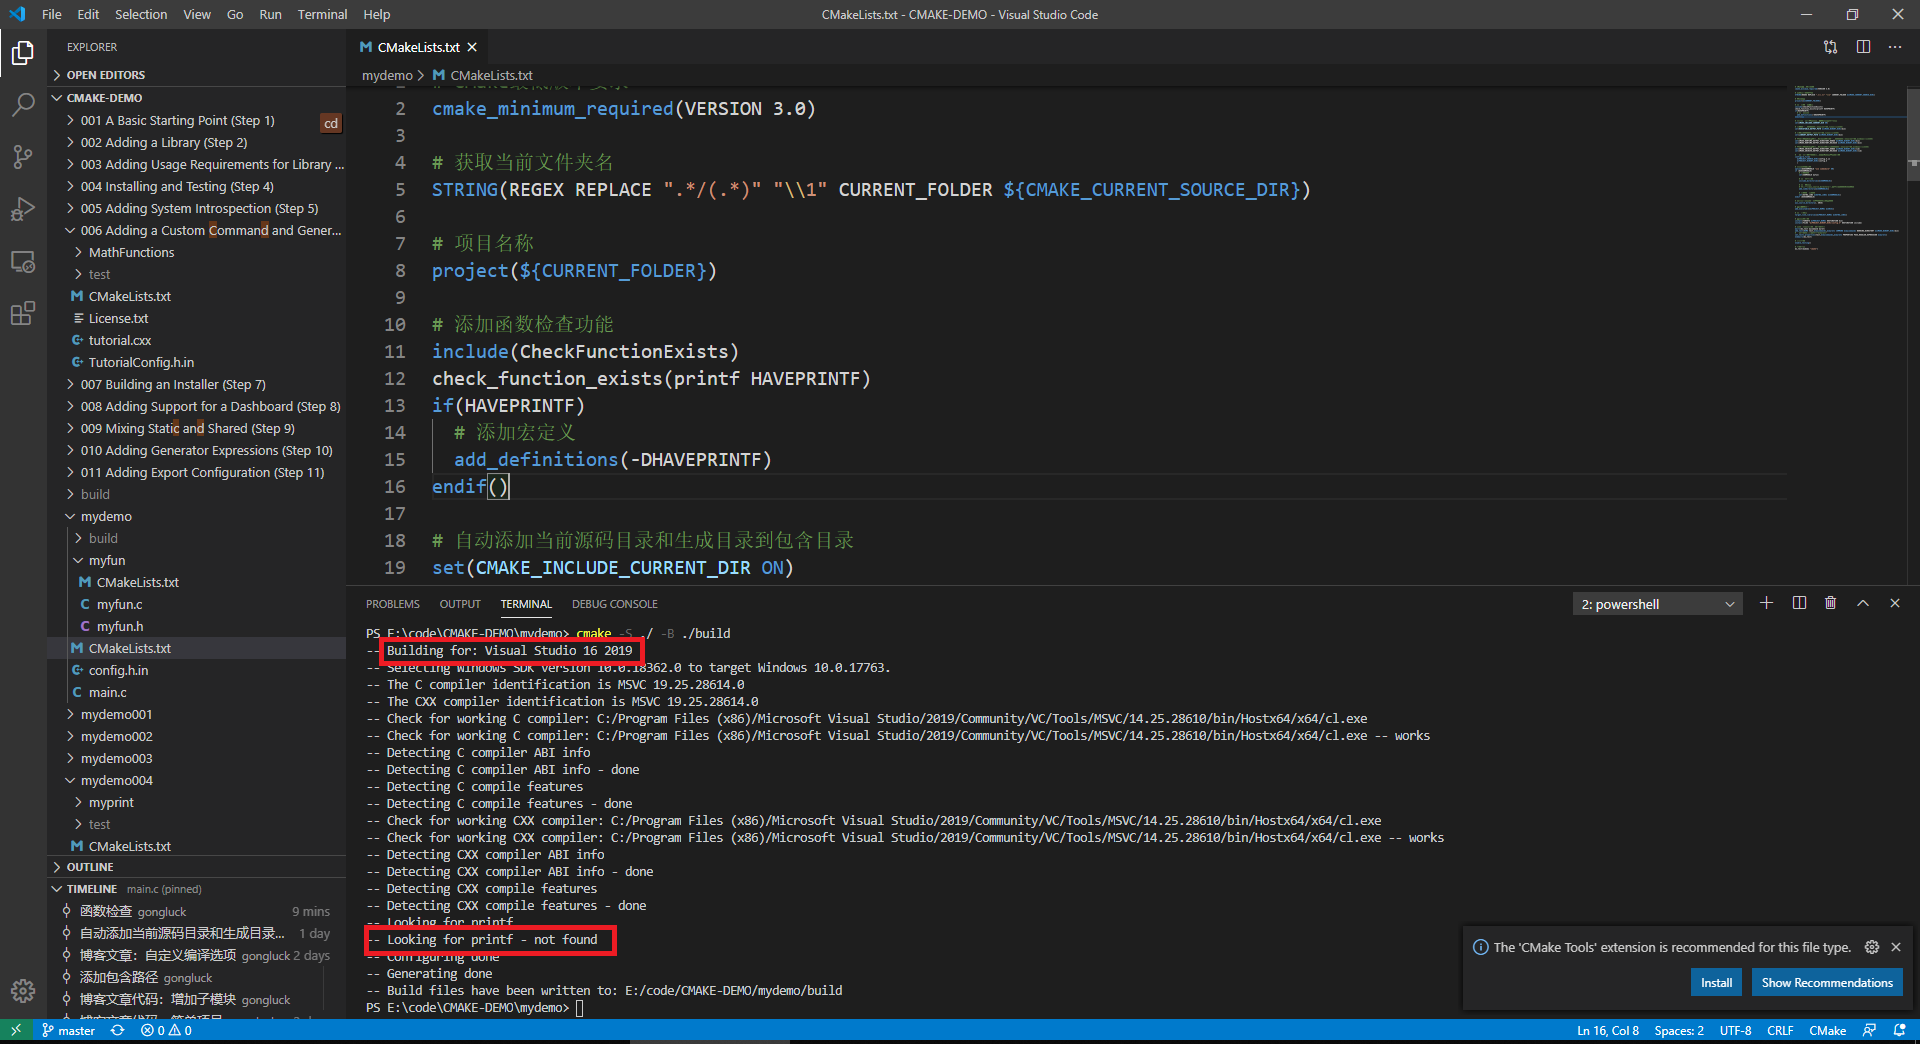 File Edit Selection View Go Run Terminal Help
CMakeLists.txt - CMAKE-DEMO - Visual Studio Code
EXPLORER
OPEN EDITORS
CMAKE-DEMO
001 A Basic Starting Point (Step 1)
cd
002 Adding a Library (Step 2)
003 Adding Usage Requirements for Library ...
004 Installing and Testing (Step 4)
005 Adding System Introspection (Step 5)
006 Adding a Custom Command and Gener...
MathFunctions
test
CMakeLists.txt
License.txt
tutorial.cxx
TutorialConfig.h.in
007 Building an Installer (Step 7)
008 Adding Support for a Dashboard (Step 8)
009 Mixing Static and Shared (Step 9)
010 Adding Generator Expressions (Step 10)
011 Adding Export Configuration (Step 11)
build
mydemo
build
myfun
CMakeLists.txt
myfun.c
myfun.h
CMakeLists.txt
config.h.in
main.c
mydemo001
mydemo002
mydemo003
mydemo004
myprint
test
CMakeLists.txt
OUTLINE
TIMELINE main.c (pinned)
函数检查 gongluck 9 mins
自动添加当前源码目录和生成目录... 1 day
博客文章：自定义编译选项 gongluck 2 days
添加包含路径 gongluck
博客文章代码：增加子模块 gongluck
CMakeLists.txt
mydemo > CMakeLists.txt
2 cmake_minimum_required(VERSION 3.0)
3
4 # 获取当前文件夹名
5 STRING(REGEX REPLACE ".*/(.*)" "\\1" CURRENT_FOLDER ${CMAKE_CURRENT_SOURCE_DIR})
6
7 # 项目名称
8 project(${CURRENT_FOLDER})
9
10 # 添加函数检查功能
11 include(CheckFunctionExists)
12 check_function_exists(printf HAVEPRINTF)
13 if(HAVEPRINTF)
14 # 添加宏定义
15 add_definitions(-DHAVEPRINTF)
16 endif()
17
18 # 自动添加当前源码目录和生成目录到包含目录
19 set(CMAKE_INCLUDE_CURRENT_DIR ON)
PROBLEMS OUTPUT TERMINAL DEBUG CONSOLE
2: powershell
PS E:\code\CMAKE-DEMO\mydemo> cmake -S ./ -B ./build
-- Building for: Visual Studio 16 2019
-- Selecting Windows SDK version 10.0.18362.0 to target Windows 10.0.17763.
-- The C compiler identification is MSVC 19.25.28614.0
-- The CXX compiler identification is MSVC 19.25.28614.0
-- Check for working C compiler: C:/Program Files (x86)/Microsoft Visual Studio/2019/Community/VC/Tools/MSVC/14.25.28610/bin/Hostx64/x64/cl.exe
-- Check for working C compiler: C:/Program Files (x86)/Microsoft Visual Studio/2019/Community/VC/Tools/MSVC/14.25.28610/bin/Hostx64/x64/cl.exe -- works
-- Detecting C compiler ABI info
-- Detecting C compiler ABI info - done
-- Detecting C compile features
-- Detecting C compile features - done
-- Check for working CXX compiler: C:/Program Files (x86)/Microsoft Visual Studio/2019/Community/VC/Tools/MSVC/14.25.28610/bin/Hostx64/x64/cl.exe
-- Check for working CXX compiler: C:/Program Files (x86)/Microsoft Visual Studio/2019/Community/VC/Tools/MSVC/14.25.28610/bin/Hostx64/x64/cl.exe -- works
-- Detecting CXX compiler ABI info
-- Detecting CXX compiler ABI info - done
-- Detecting CXX compile features
-- Detecting CXX compile features - done
-- Looking for printf
-- Looking for printf - not found
-- Configuring done
-- Generating done
-- Build files have been written to: E:/code/CMAKE-DEMO/mydemo/build
PS E:\code\CMAKE-DEMO\mydemo>
The 'CMake Tools' extension is recommended for this file type.
Install Show Recommendations
master 0 0
Ln 16, Col 8 Spaces: 2 UTF-8 CRLF CMake